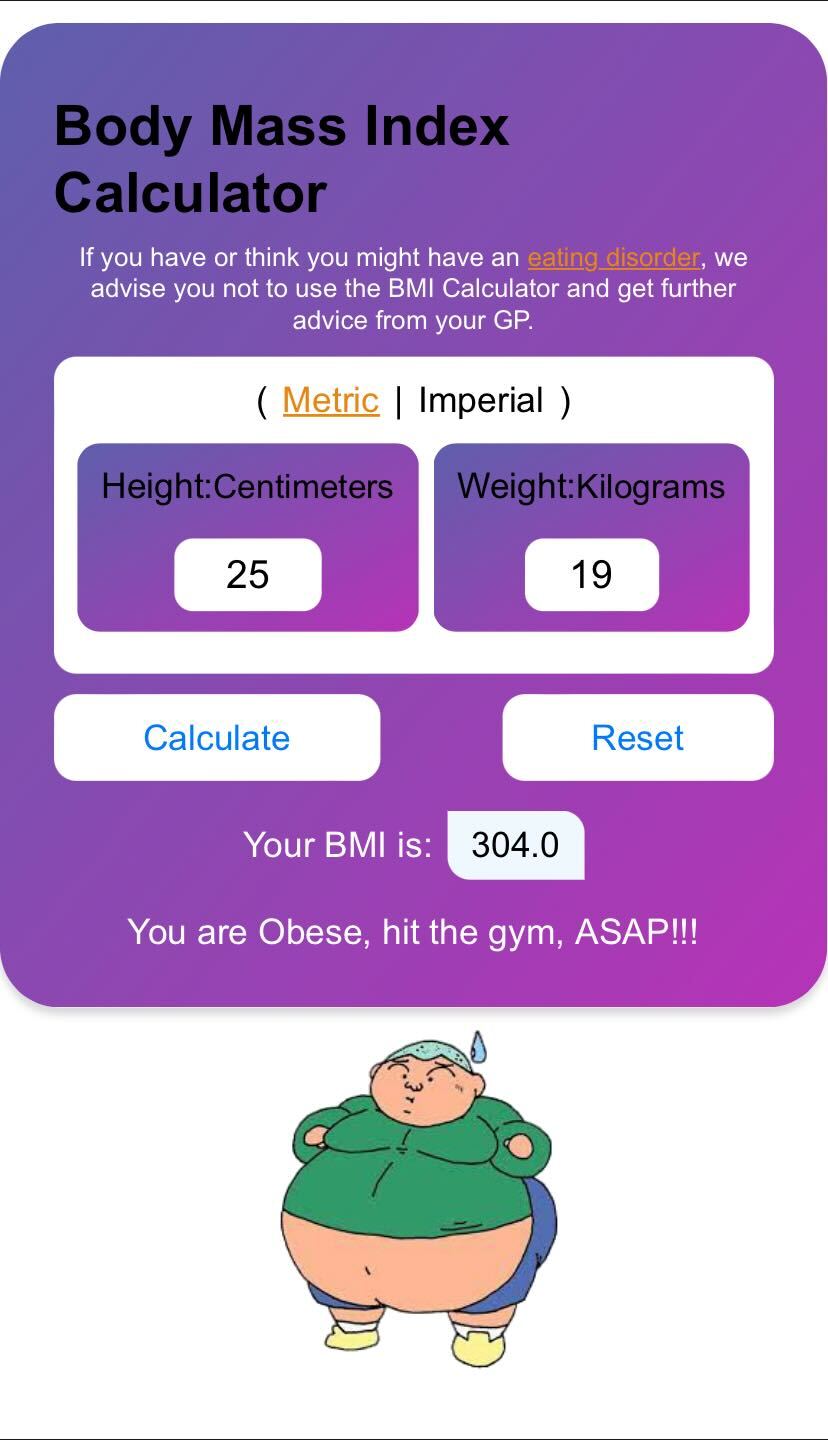 Body Mass Index
Calculator
If you have or think you might have an eating disorder, we
advise you not to use the BMI Calculator and get further
advice from your GP.
( Metric | Imperial )
Height:Centimeters
Weight:Kilograms
25
19
Calculate
Reset
Your BMI is: 304.0
You are Obese, hit the gym, ASAP!!!